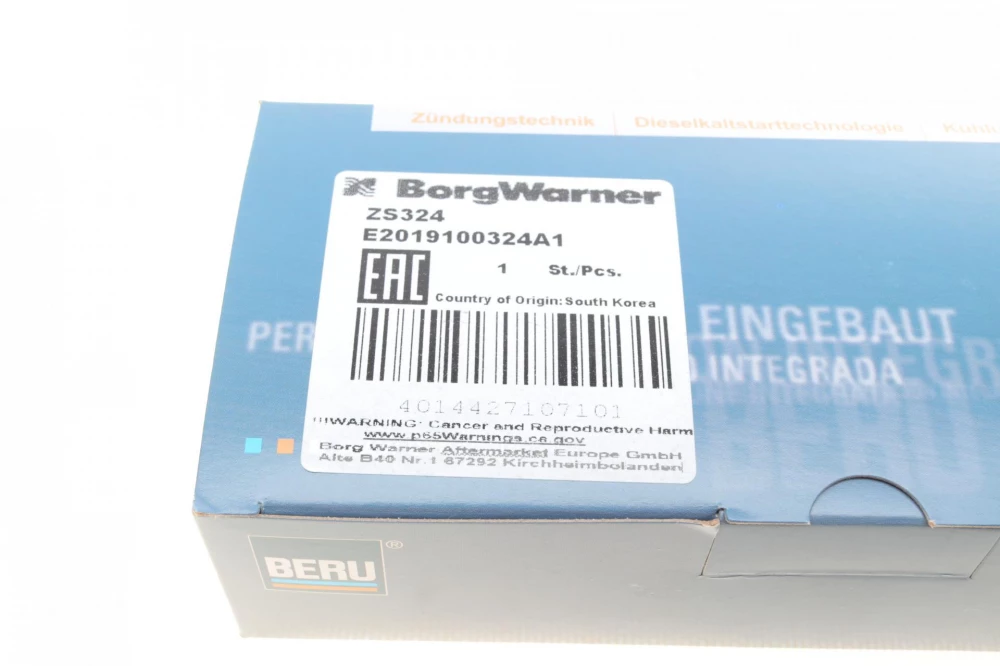 Zündungstechnik Dieselkaltstarttechnologie
BorgWarner
ZS324
E2019100324A1
EAC
1 St./Pcs.
Country of Origin: South Korea
EINGEBAUT
INTEGRADA
4014427107101
!!!WARNING: Cancer and Reproductive Harm
www.p65Warnings.ca.gov
Borg Warner Aftermarket Europe GmbH
Alte B40 Nr.1 67292 Kirchheimbolanden
BERU®